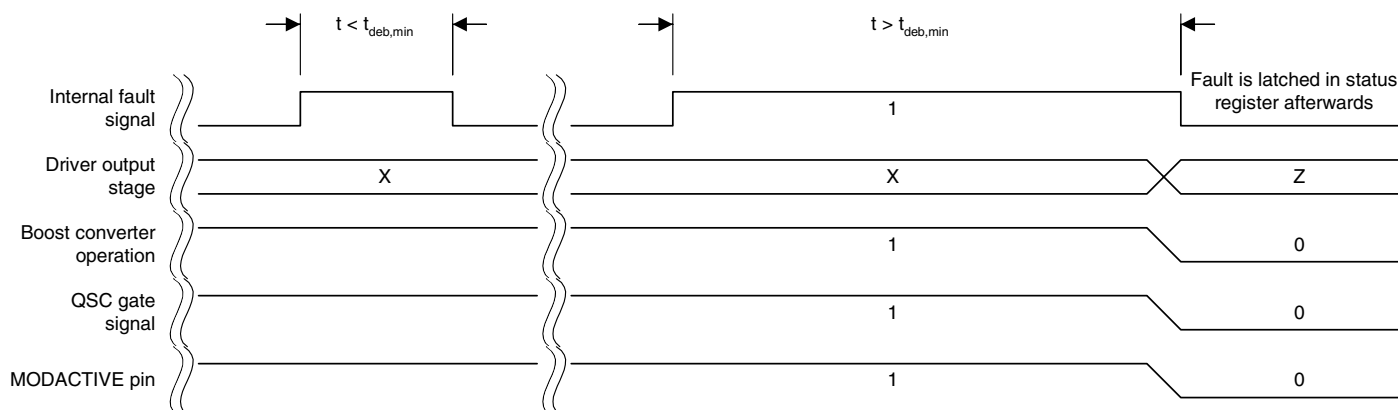 t < tdeb,min
t > tdeb,min
Internal fault
signal
1
Fault is latched in status
register afterwards
Driver output
stage
X
X
Z
Boost converter
operation
1
0
QSC gate
signal
1
0
MODACTIVE pin
1
0